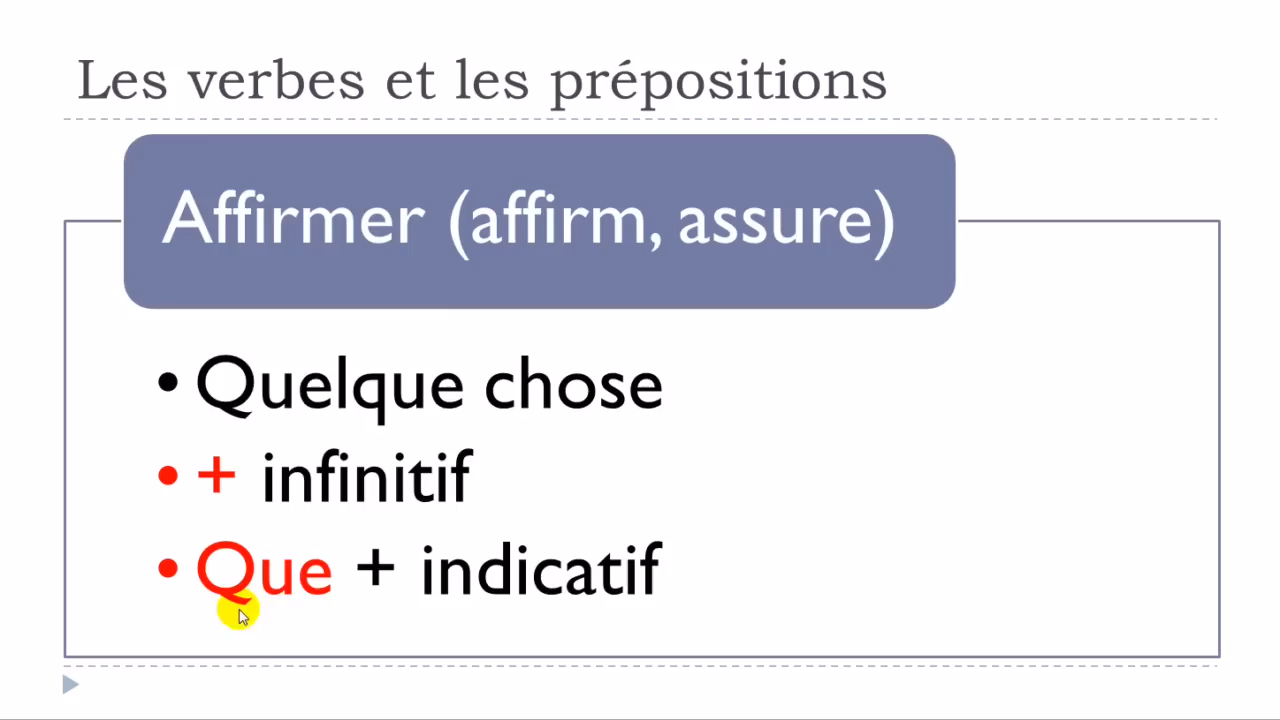 Les verbes et les prépositions
Affirmer (affirm, assure)
• Quelque chose
• + infinitif
• Que + indicatif